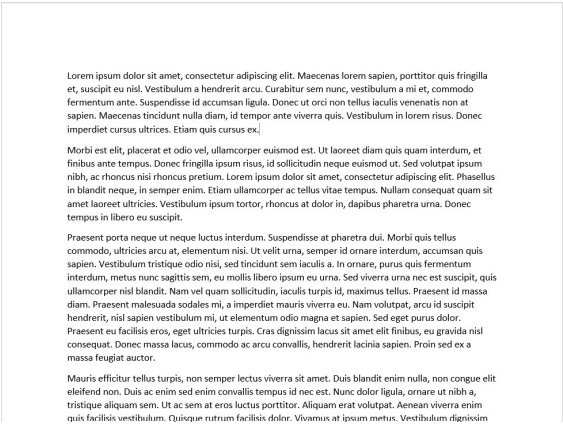 Lorem ipsum dolor sit amet, consectetur adipiscing elit. Maecenas lorem sapien, porttitor quis fringilla
et, suscipit eu nisl. Vestibulum a hendrerit arcu. Curabitur sem nunc, vestibulum a mi et, commodo
fermentum ante. Suspendisse id accumsan ligula. Donec ut orci non tellus iaculis venenatis non at
sapien. Maecenas tincidunt nulla diam, id tempor ante viverra quis. Vestibulum in lorem risus. Donec
imperdiet cursus ultrices. Etiam quis cursus ex.
Morbi est elit, placerat et odio vel, ullamcorper euismod est. Ut laoreet diam quis quam interdum, et
finibus ante tempus. Donec fringilla ipsum risus, id sollicitudin neque euismod ut. Sed volutpat ipsum
nibh, ac rhoncus nisi rhoncus pretium. Lorem ipsum dolor sit amet, consectetur adipiscing elit. Phasellus
in blandit neque, in semper enim. Etiam ullamcorper ac tellus vitae tempus. Nullam consequat quam sit
amet laoreet ultricies. Vestibulum ipsum tortor, rhoncus at dolor in, dapibus pharetra urna. Donec
tempus in libero eu suscipit.
Praesent porta neque ut neque luctus interdum. Suspendisse at pharetra dui. Morbi quis tellus
commodo, ultricies arcu at, elementum nisi. Ut velit urna, semper id ornare interdum, accumsan quis
sapien. Vestibulum tristique odio nisi, sed tincidunt sem iaculis a. In ornare, purus quis fermentum
interdum, metus nunc sagittis sem, eu mollis libero ipsum eu urna. Sed viverra urna nec est suscipit, quis
ullamcorper nisl blandit. Nam vel quam sollicitudin, iaculis turpis id, maximus tellus. Praesent id massa
diam. Praesent malesuada sodales mi, a imperdiet mauris viverra eu. Nam volutpat, arcu id suscipit
hendrerit, nisl sapien vestibulum mi, ut elementum odio magna et sapien. Sed eget purus dolor.
Praesent eu facilisis eros, eget ultricies turpis. Cras dignissim lacus sit amet elit finibus, eu gravida nisl
consequat. Donec massa lacus, commodo ac arcu convallis, hendrerit lacinia sapien. Proin sed ex a
massa feugiat auctor.
Mauris efficitur tellus turpis, non semper lectus viverra sit amet. Duis blandit enim nulla, non congue elit
eleifend non. Duis ac enim sed enim convallis tempus id nec est. Nunc dolor ligula, ornare ut nibh a,
tristique aliquam sem. Ut ac sem at eros luctus porttitor. Aliquam erat volutpat. Aenean viverra enim
quis facilisis vestibulum. Quisque rutrum facilisis dolor. Vivamus at ipsum metus. Vestibulum dignissim